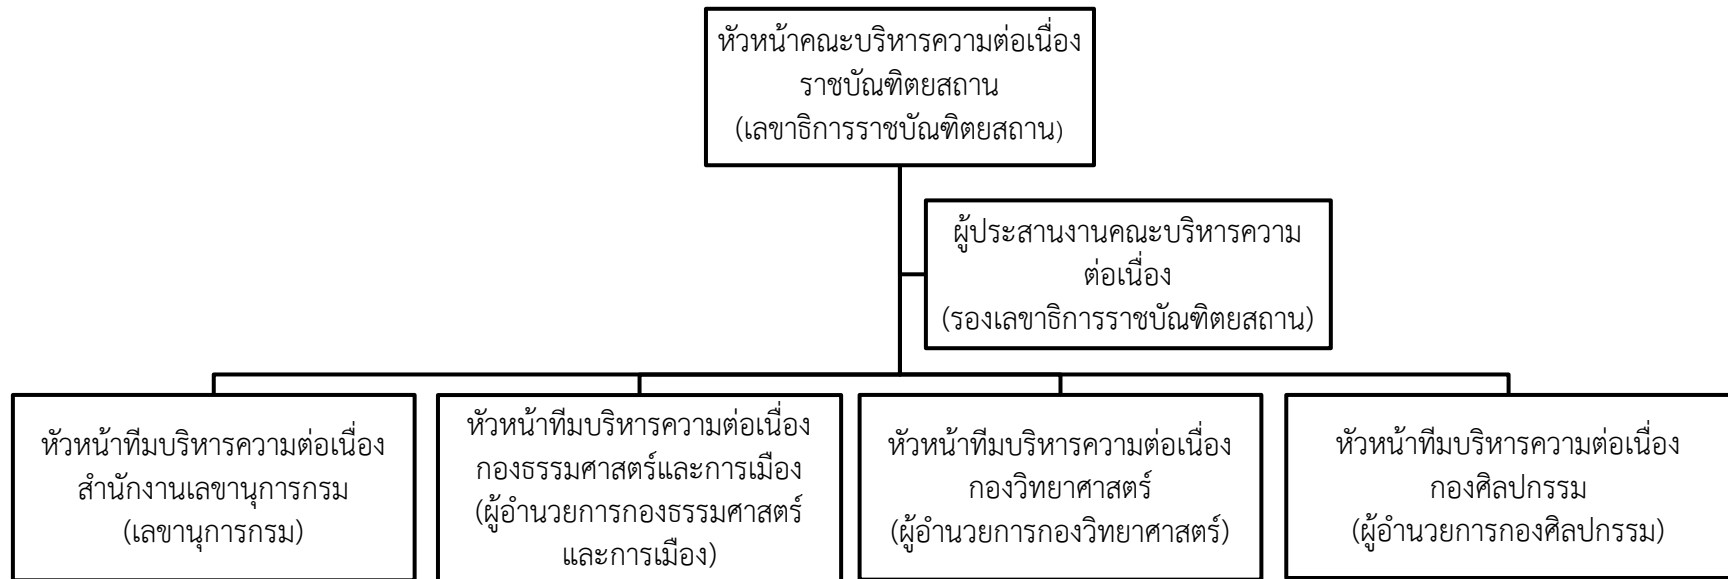 หัวหน้าคณะบริหารความต่อเนื่อง
ราชบัณฑิตยสถาน
(เลขาธิการราชบัณฑิตยสถาน)
ผู้ประสานงานคณะบริหารความ
ต่อเนื่อง
(รองเลขาธิการราชบัณฑิตยสถาน)
หัวหน้าทีมบริหารความต่อเนื่อง
สำนักงานเลขานุการกรม
(เลขานุการกรม)
หัวหน้าทีมบริหารความต่อเนื่อง
กองธรรมศาสตร์และการเมือง
(ผู้อำนวยการกองธรรมศาสตร์
และการเมือง)
หัวหน้าทีมบริหารความต่อเนื่อง
กองวิทยาศาสตร์
(ผู้อำนวยการกองวิทยาศาสตร์)
หัวหน้าทีมบริหารความต่อเนื่อง
กองศิลปกรรม
(ผู้อำนวยการกองศิลปกรรม)